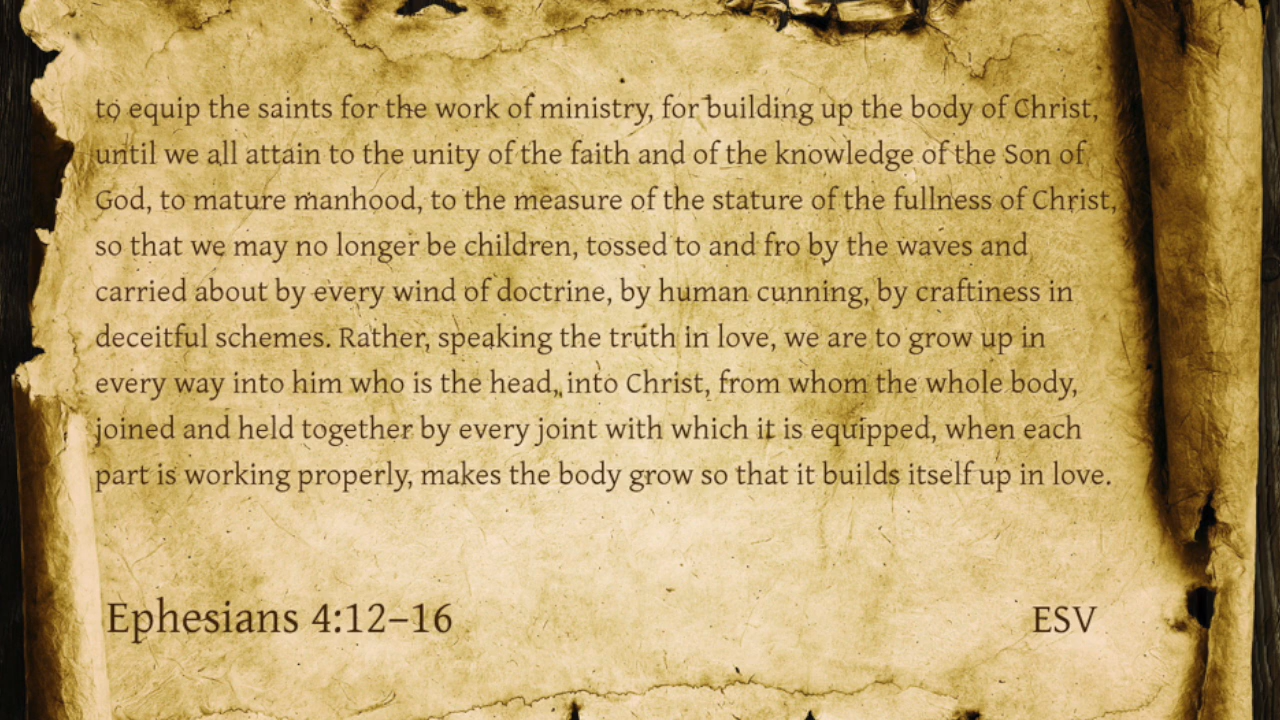 to equip the saints for the work of ministry, for building up the body of Christ,
until we all attain to the unity of the faith and of the knowledge of the Son of
God, to mature manhood, to the measure of the stature of the fullness of Christ,
so that we may no longer be children, tossed to and fro by the waves and
carried about by every wind of doctrine, by human cunning, by craftiness in
deceitful schemes. Rather, speaking the truth in love, we are to grow up in
every way into him who is the head, into Christ, from whom the whole body,
joined and held together by every joint with which it is equipped, when each
part is working properly, makes the body grow so that it builds itself up in love.
Ephesians 4:12–16
ESV